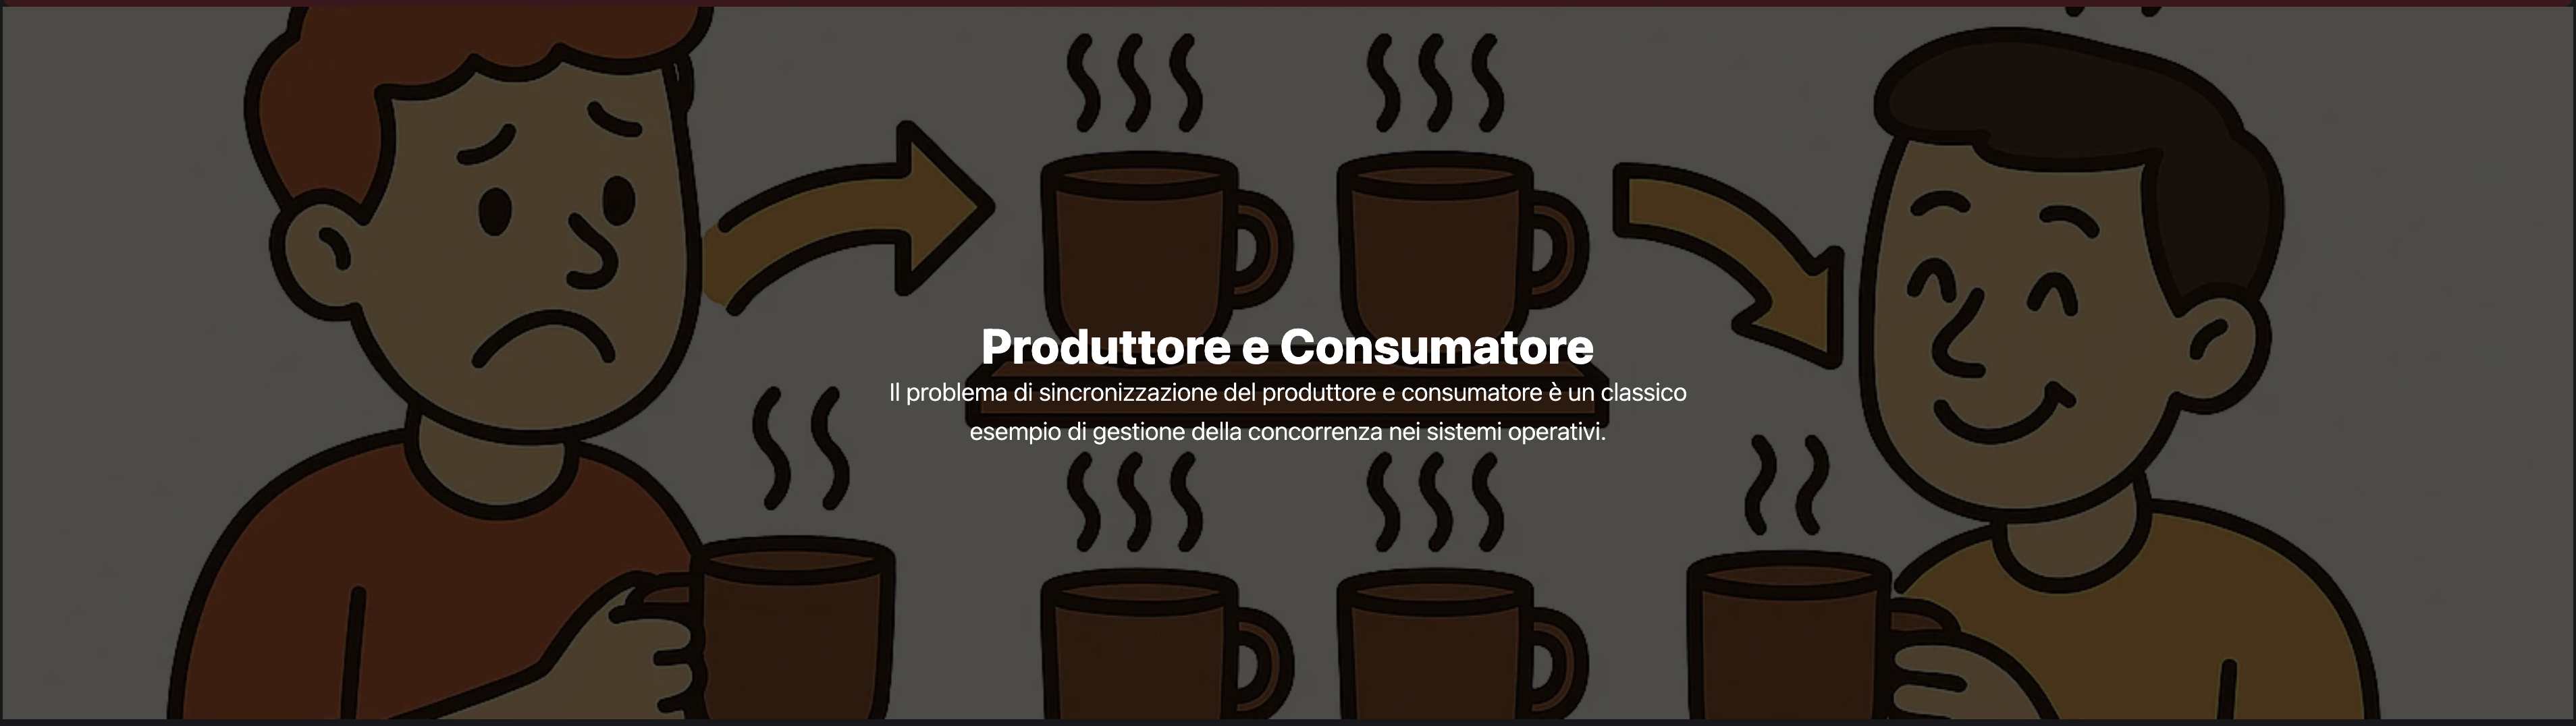 Produttore e Consumatore
Il problema di sincronizzazione del produttore e consumatore è un classico
esempio di gestione della concorrenza nei sistemi operativi.